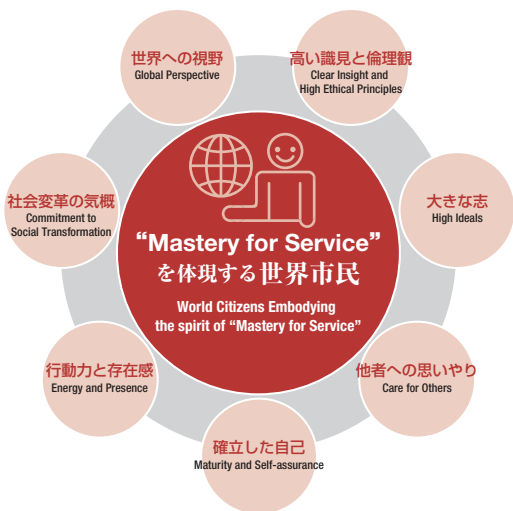 世界への視野
Global Perspective
高い識見と倫理観
Clear Insight and
High Ethical Principles
社会変革の気概
Commitment to
Social Transformation
大きな志
High Ideals
“Mastery for Service”
を体現する世界市民
World Citizens Embodying
the spirit of “Mastery for Service”
行動力と存在感
Energy and Presence
他者への思いやり
Care for Others
確立した自己
Maturity and Self-assurance